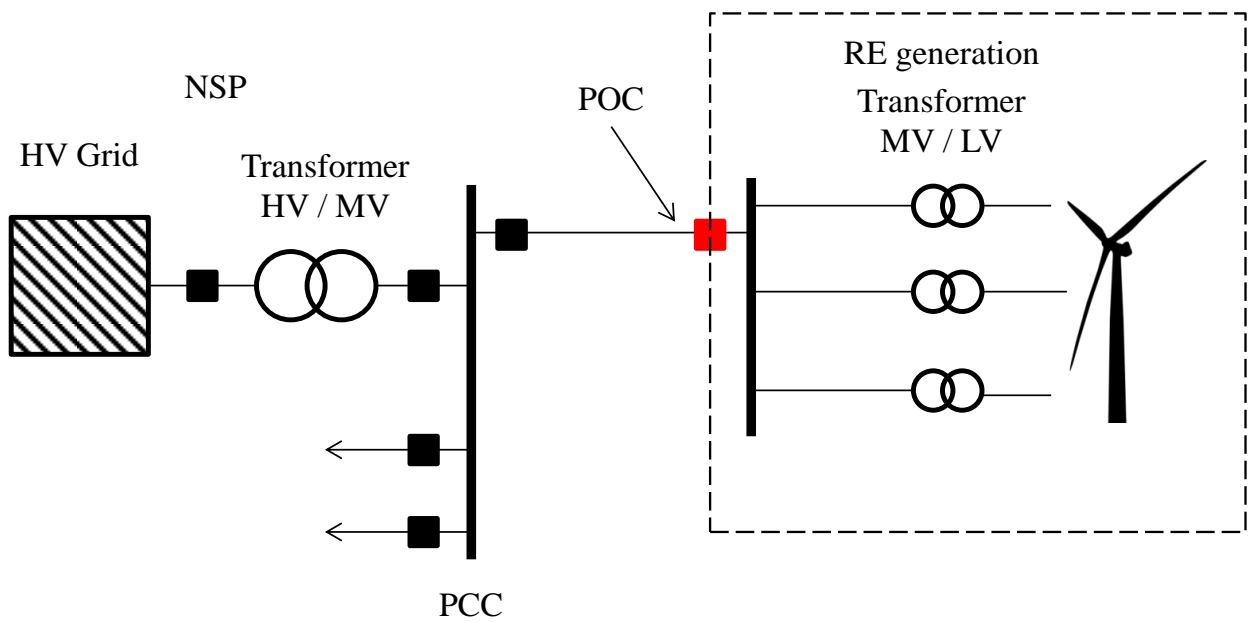 NSP
HV Grid
Transformer
HV / MV
POC
RE generation
Transformer
MV / LV
PCC